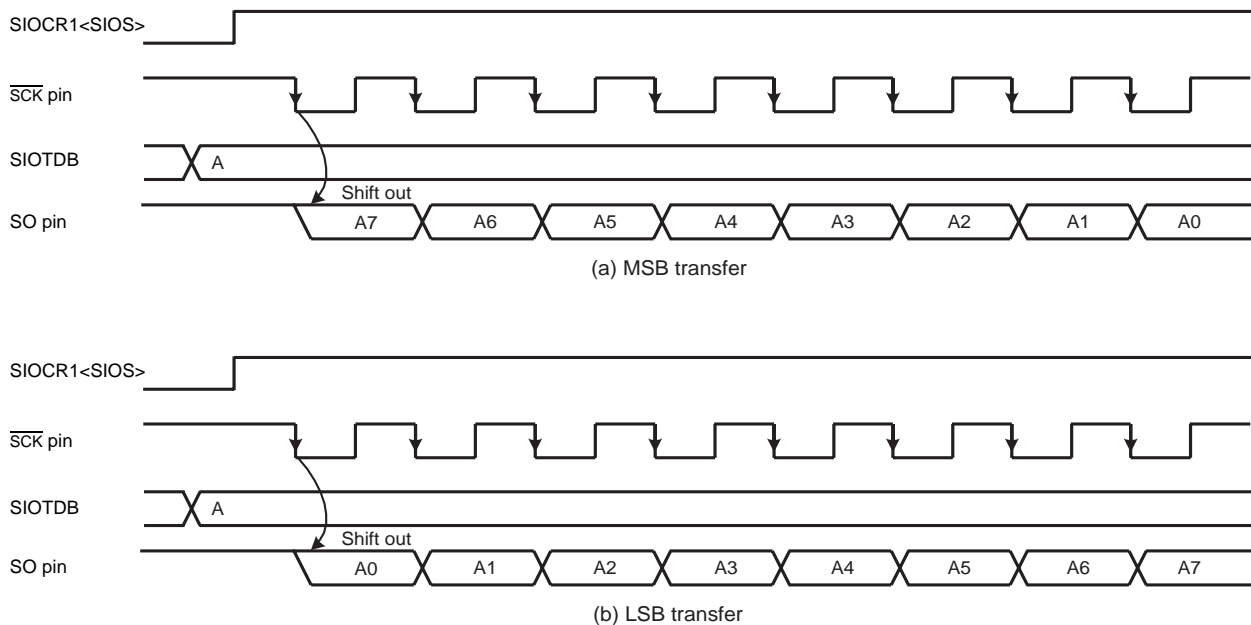 SIOCR1<SIOS>
SCK pin
SIOTDB
A
Shift out
SO pin
A7 A6 A5 A4 A3 A2 A1 A0
(a) MSB transfer
SIOCR1<SIOS>
SCK pin
SIOTDB
A
Shift out
SO pin
A0 A1 A2 A3 A4 A5 A6 A7
(b) LSB transfer